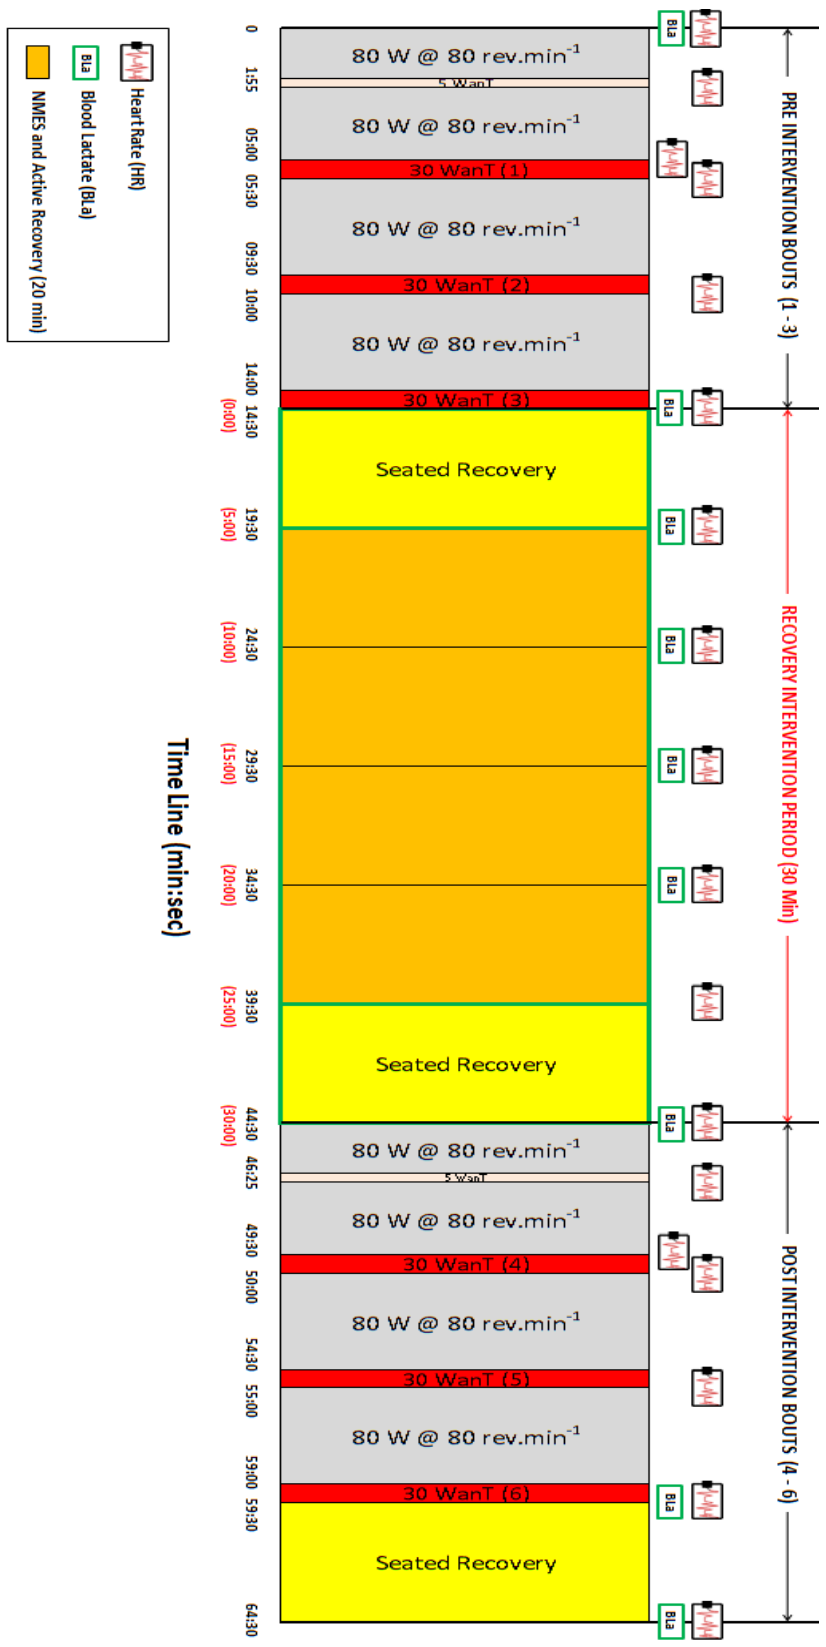 PRE INTERVENTION BOUTS (1 - 3)
RECOVERY INTERVENTION PERIOD (30 Min)
POST INTERVENTION BOUTS (4 - 6)
BLa
BLa
BLa
BLa
BLa
BLa
BLa
BLa
BLa
80 W @ 80 rev.min⁻¹
5 WanT
80 W @ 80 rev.min⁻¹
30 WanT (1)
80 W @ 80 rev.min⁻¹
30 WanT (2)
80 W @ 80 rev.min⁻¹
30 WanT (3)
Seated Recovery
Seated Recovery
80 W @ 80 rev.min⁻¹
5 WanT
80 W @ 80 rev.min⁻¹
30 WanT (4)
80 W @ 80 rev.min⁻¹
30 WanT (5)
80 W @ 80 rev.min⁻¹
30 WanT (6)
Seated Recovery
0 1:55 05:00 05:30 09:30 10:00 14:00 14:30 19:30 24:30 29:30 34:30 39:30 44:30 46:25 49:30 50:00 54:30 55:00 59:00 59:30 64:30
(0:00) (5:00) (10:00) (15:00) (20:00) (25:00) (30:00)
Time Line (min:sec)
Heart Rate (HR)
BLa Blood Lactate (BLa)
NMES and Active Recovery (20 min)